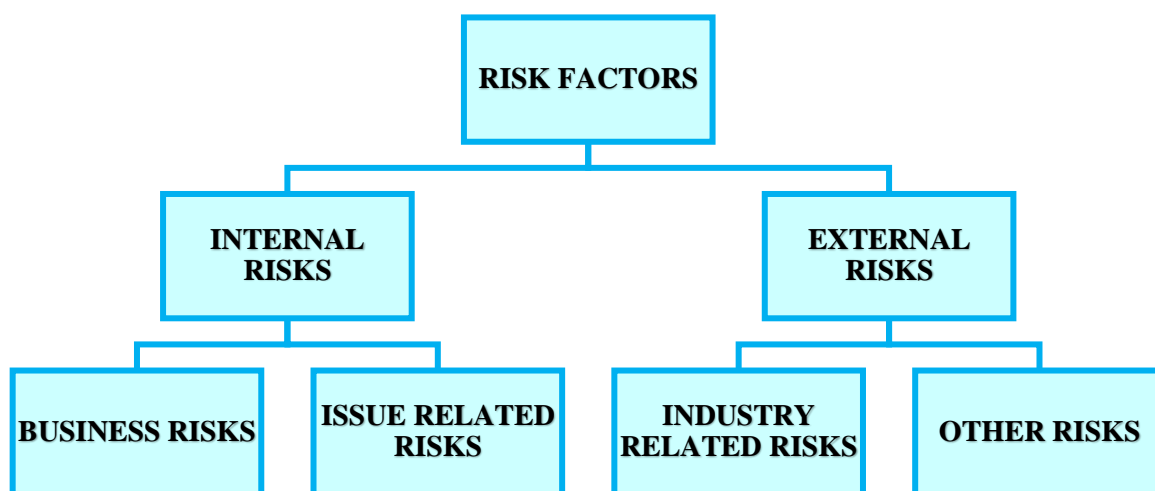 RISK FACTORS
INTERNAL
RISKS
EXTERNAL
RISKS
BUSINESS RISKS
ISSUE RELATED
RISKS
INDUSTRY
RELATED RISKS
OTHER RISKS